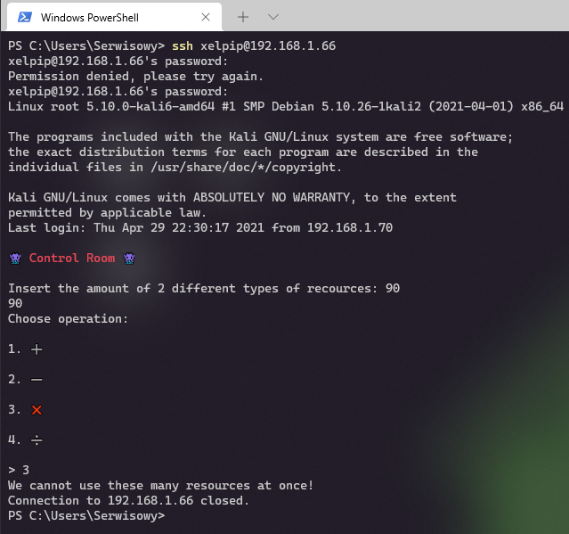 Windows PowerShell
PS C:\Users\Serwisowy> ssh xelpip@192.168.1.66
xelpip@192.168.1.66's password:
Permission denied, please try again.
xelpip@192.168.1.66's password:
Linux root 5.10.0-kali6-amd64 #1 SMP Debian 5.10.26-1kali2 (2021-04-01) x86_64
The programs included with the Kali GNU/Linux system are free software;
the exact distribution terms for each program are described in the
individual files in /usr/share/doc/*/copyright.
Kali GNU/Linux comes with ABSOLUTELY NO WARRANTY, to the extent
permitted by applicable law.
Last login: Thu Apr 29 22:30:17 2021 from 192.168.1.70
Control Room
Insert the amount of 2 different types of recources: 90
90
Choose operation:
1. +
2. −
3. ×
4. ÷
> 3
We cannot use these many resources at once!
Connection to 192.168.1.66 closed.
PS C:\Users\Serwisowy>